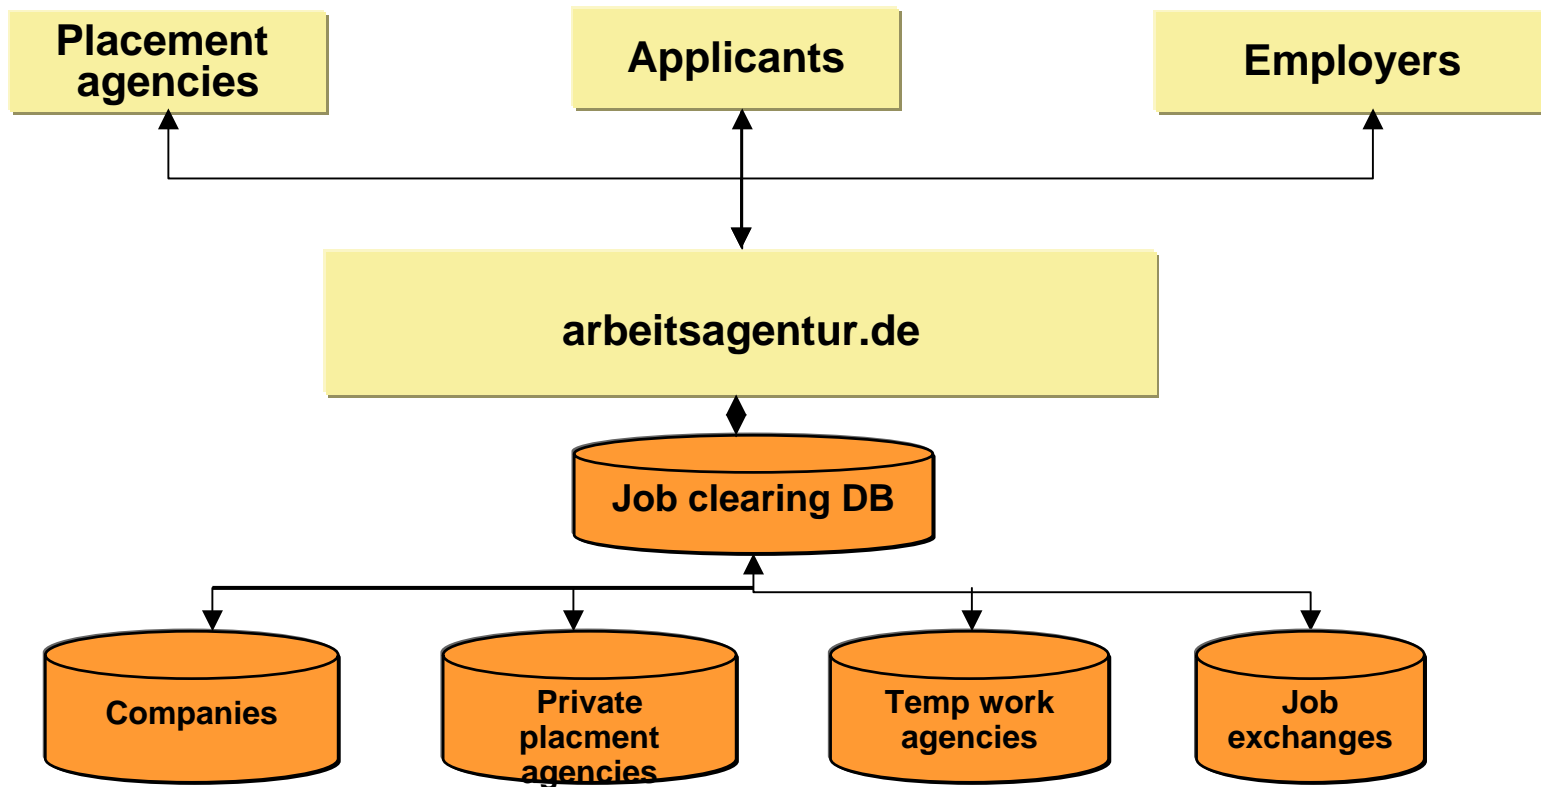 Placement
agencies
Applicants
Employers
arbeitsagentur.de
Job clearing DB
Companies
Private
placment
agencies
Temp work
agencies
Job
exchanges